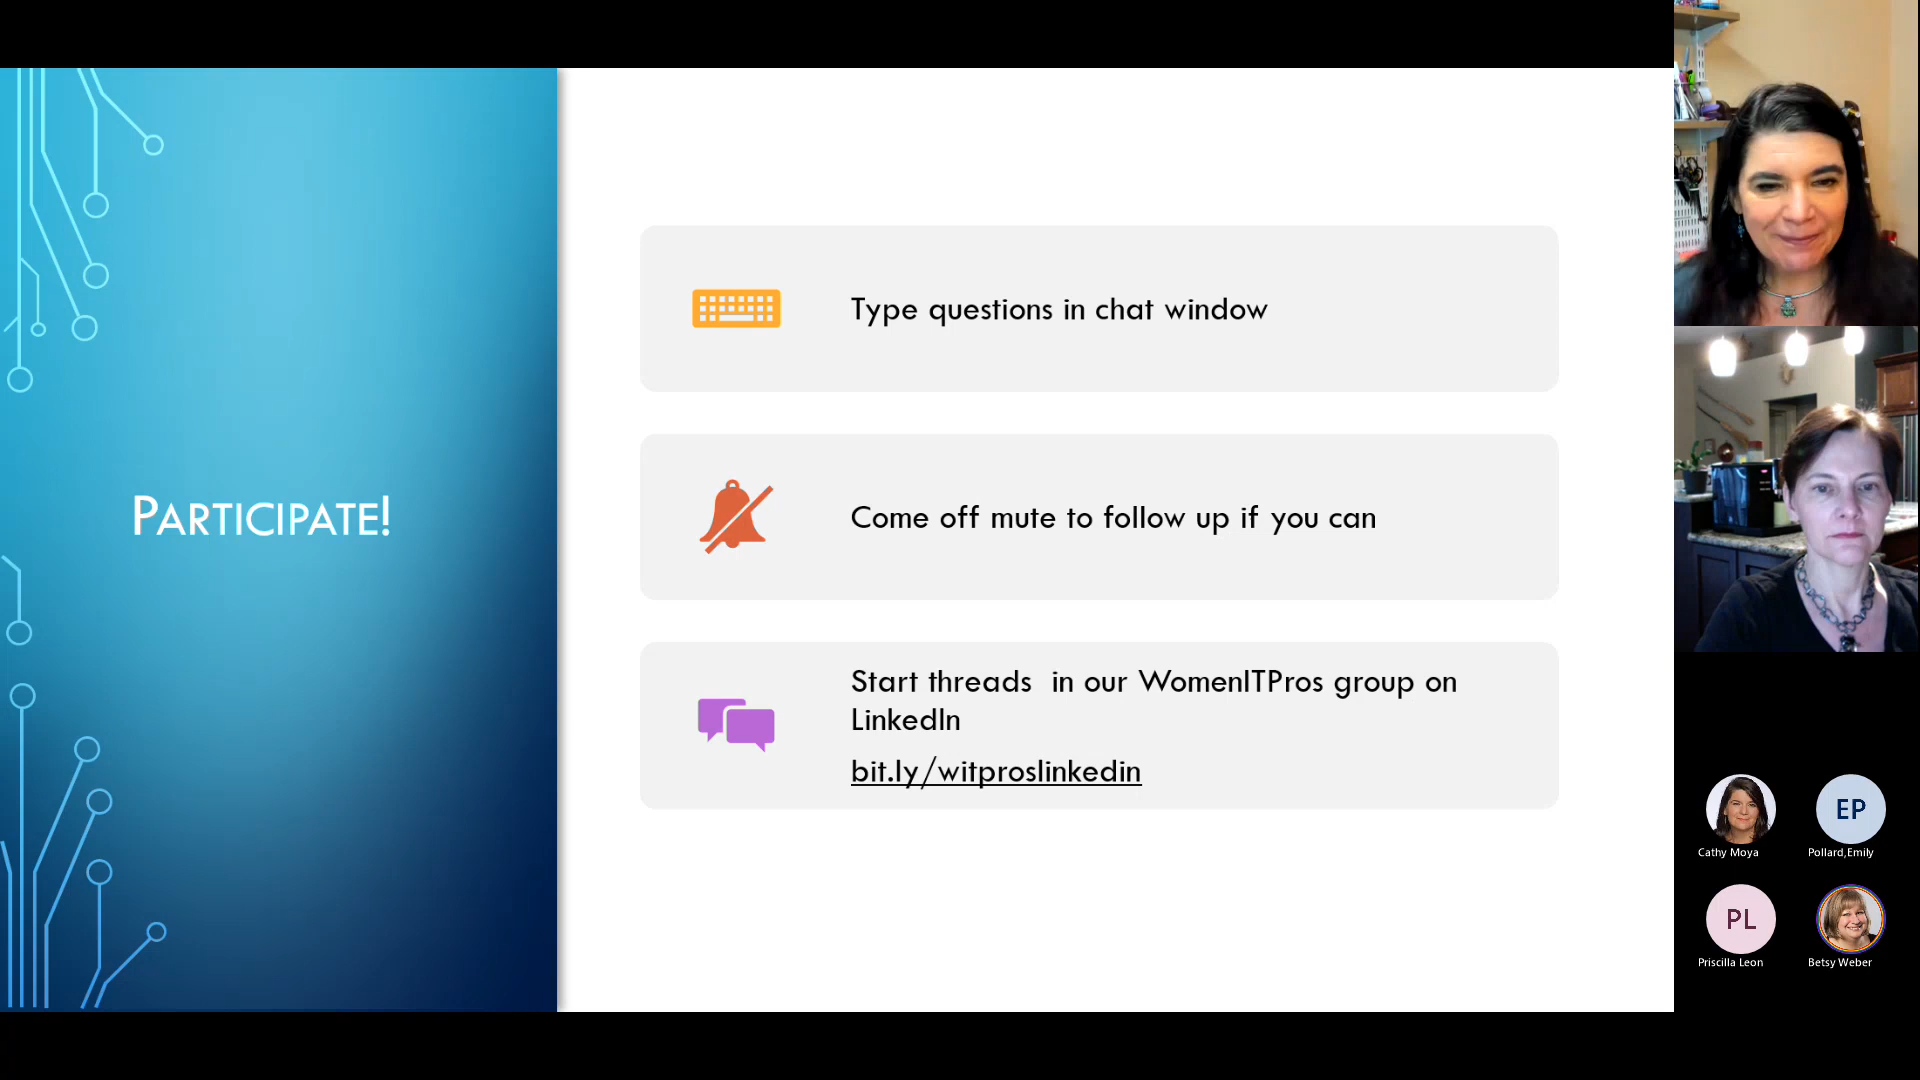 PARTICIPATE!
Type questions in chat window
Come off mute to follow up if you can
Start threads  in our WomenITPros group on
LinkedIn
bit.ly/witproslinkedin
Cathy Moya
EP
Pollard,Emily
PL
Priscilla Leon
Betsy Weber